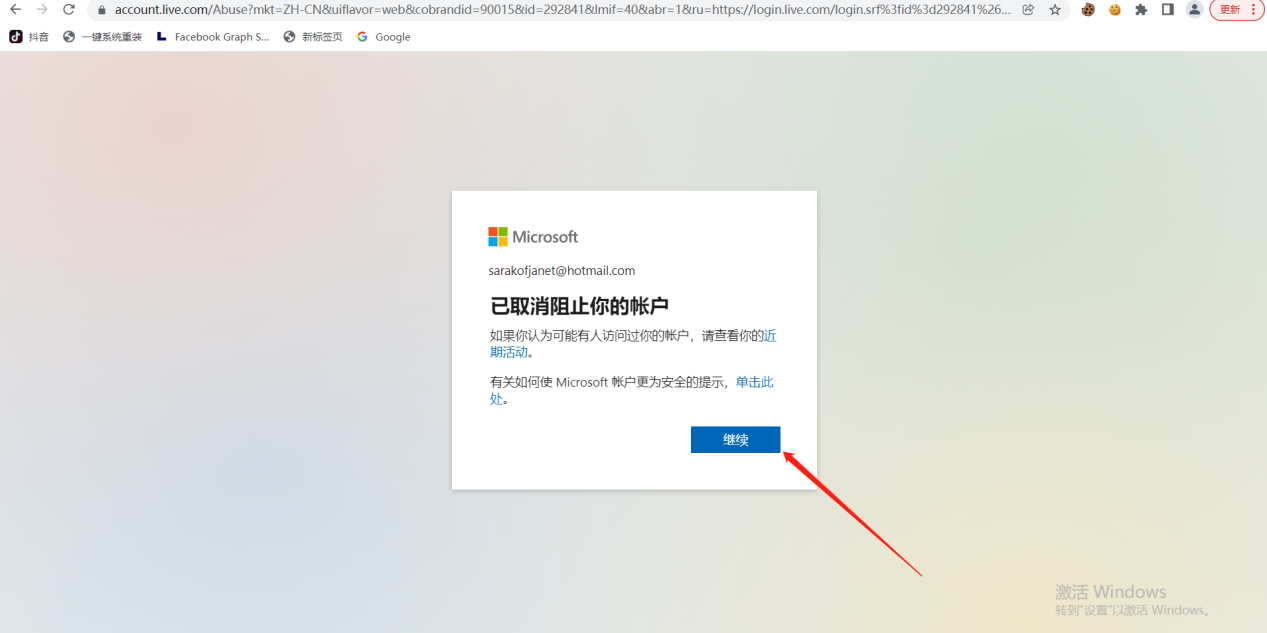 account.live.com/Abuse?mkt=ZH-CN&uiflavor=web&cobrandid=90015&id=292841&lmif=40&abr=1&ru=https://login.live.com/login.srf%3fid%3d292841%26...
更新
抖音 一键系统重装 Facebook Graph S... 新标签页 Google
Microsoft
sarakofjanet@hotmail.com
已取消阻止你的帐户
如果你认为可能有人访问过你的帐户，请查看你的近
期活动。
有关如何使 Microsoft 帐户更为安全的提示，单击此
处。
继续
激活 Windows
转到"设置"以激活 Windows。